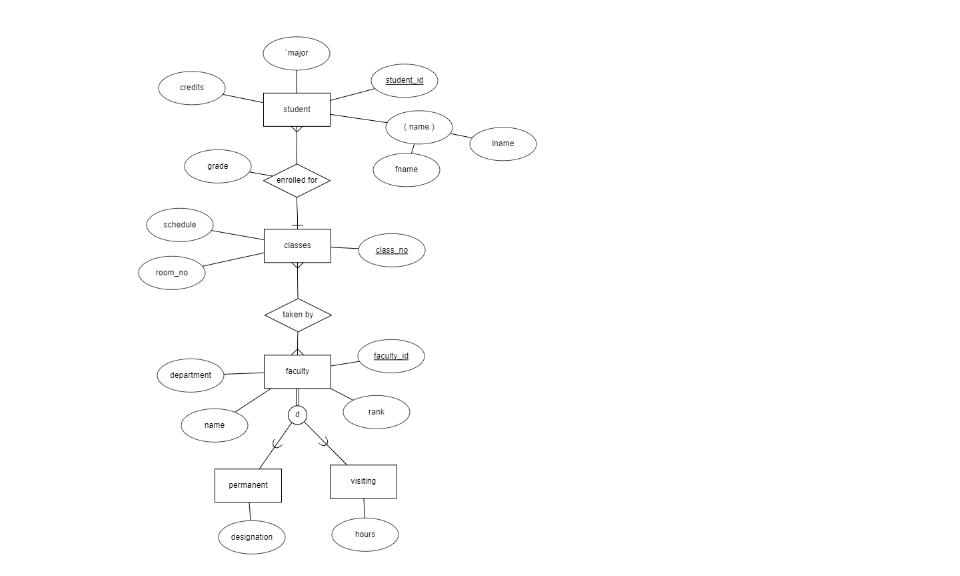 `major
credits
student_id
student
( name )
lname
fname
grade
enrolled for
schedule
classes
class_no
room_no
taken by
faculty_id
department
faculty
rank
name
d
permanent
visiting
designation
hours